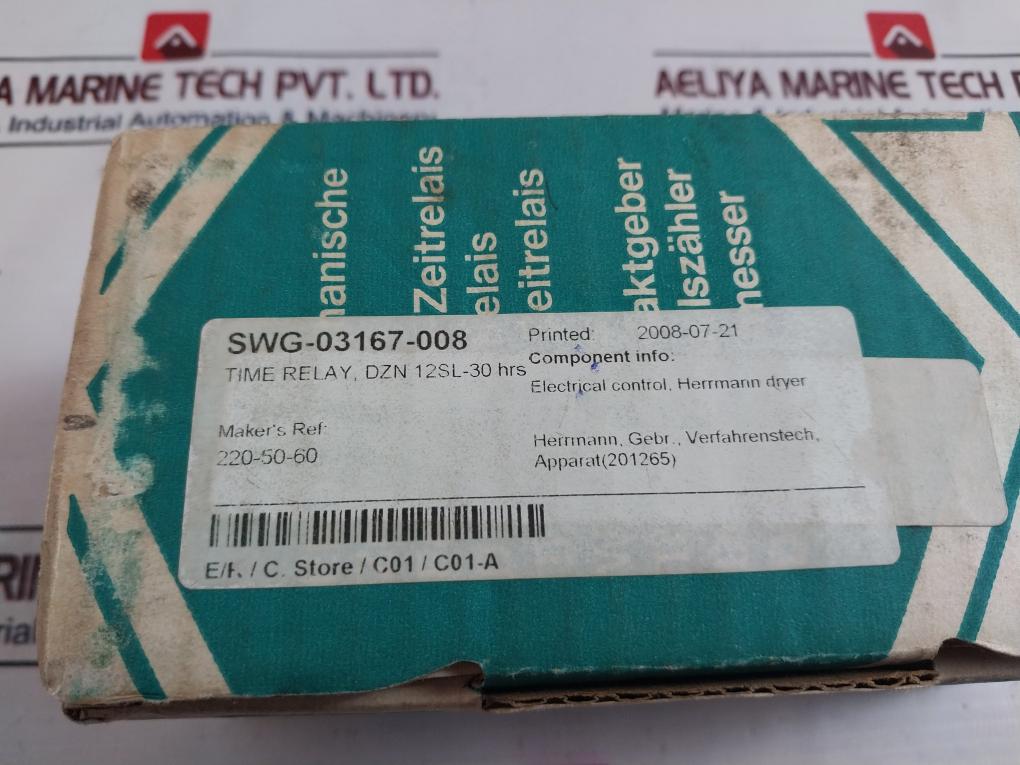 A MARINE TECH PVT. LTD.
Industrial Automation & Machinery
AELIYA MARINE TECH PVT
hanische
Zeitrelais
elais
eitrelais
aktgeber
lszähler
messer
SWG-03167-008
Printed: 2008-07-21
TIME RELAY, DZN 12SL-30 hrs
Component info:
Electrical control, Herrmann dryer
Maker's Ref:
220-50-60
Herrmann, Gebr., Verfahrenstech,
Apparat(201265)
/ C. Store / C01 / C01-A